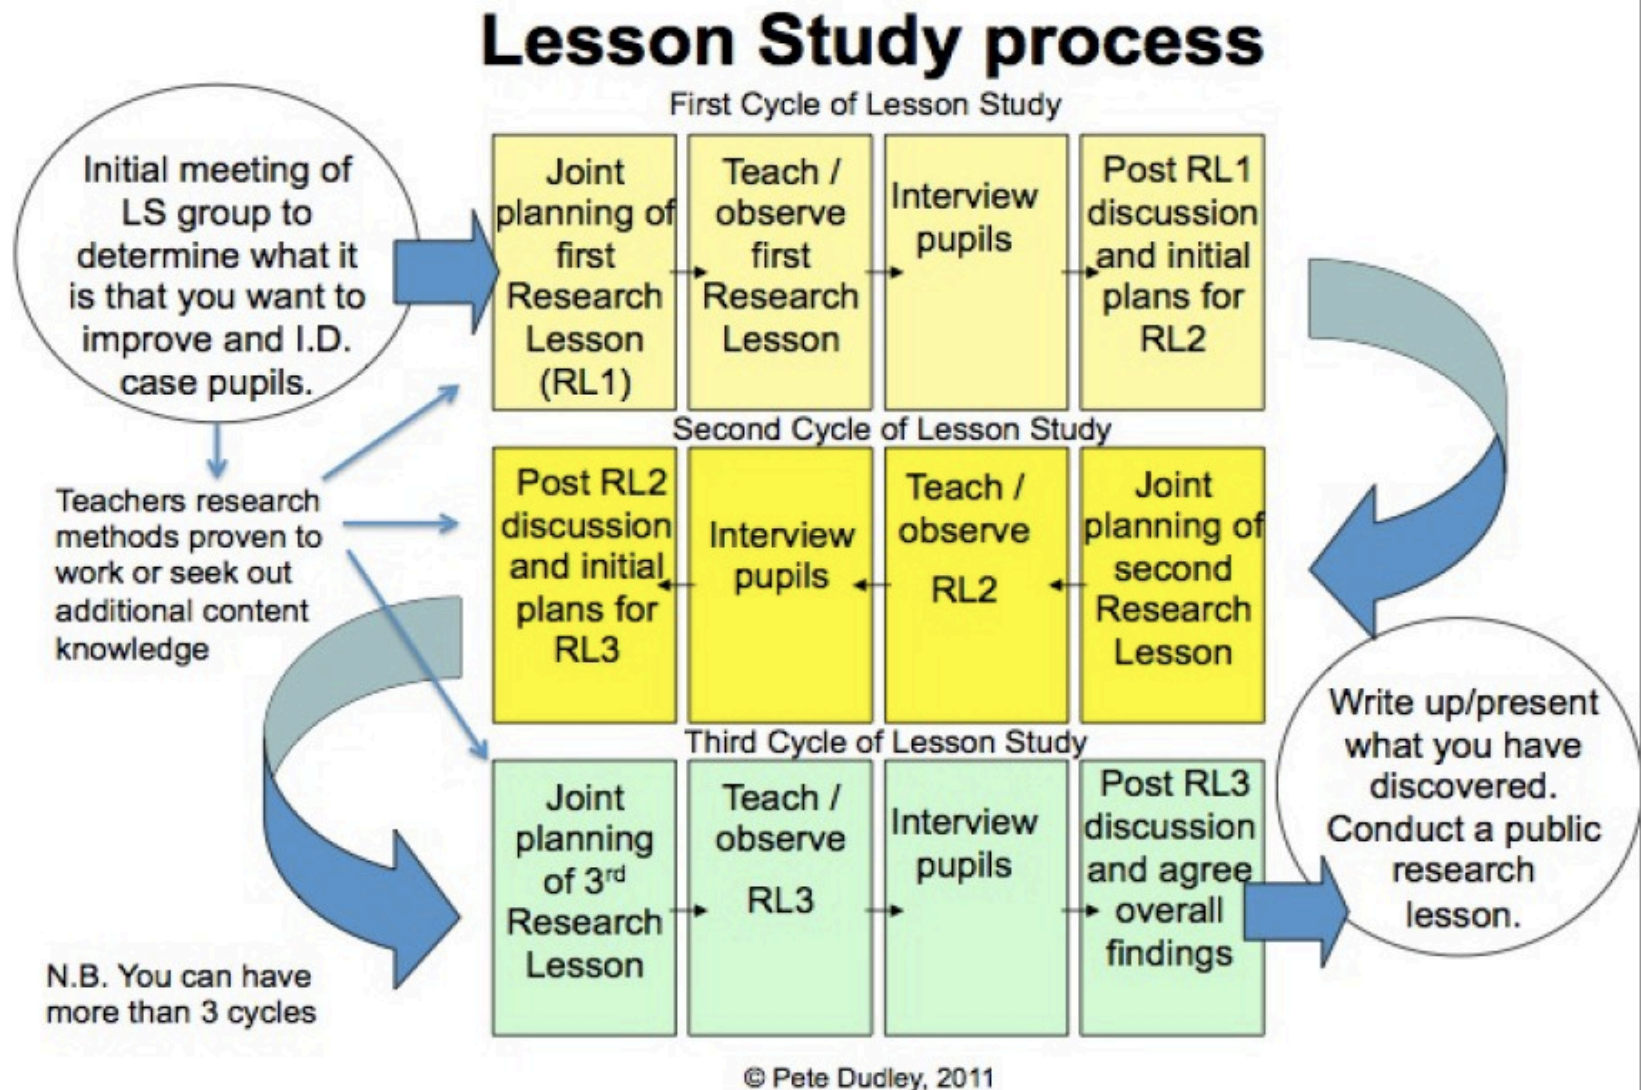 Lesson Study process
First Cycle of Lesson Study
Initial meeting of
LS group to
determine what it
is that you want to
improve and I.D.
case pupils.
Joint
planning of
first
Research
Lesson
(RL1)
Teach /
observe
first
Research
Lesson
Interview
pupils
Post RL1
discussion
and initial
plans for
RL2
Teachers research
methods proven to
work or seek out
additional content
knowledge
Second Cycle of Lesson Study
Joint
planning of
second
Research
Lesson
Teach /
observe
RL2
Interview
pupils
Post RL2
discussion
and initial
plans for
RL3
Third Cycle of Lesson Study
Joint
planning
of 3rd
Research
Lesson
Teach /
observe
RL3
Interview
pupils
Post RL3
discussion
and agree
overall
findings
Write up/present
what you have
discovered.
Conduct a public
research
lesson.
N.B. You can have
more than 3 cycles
© Pete Dudley, 2011